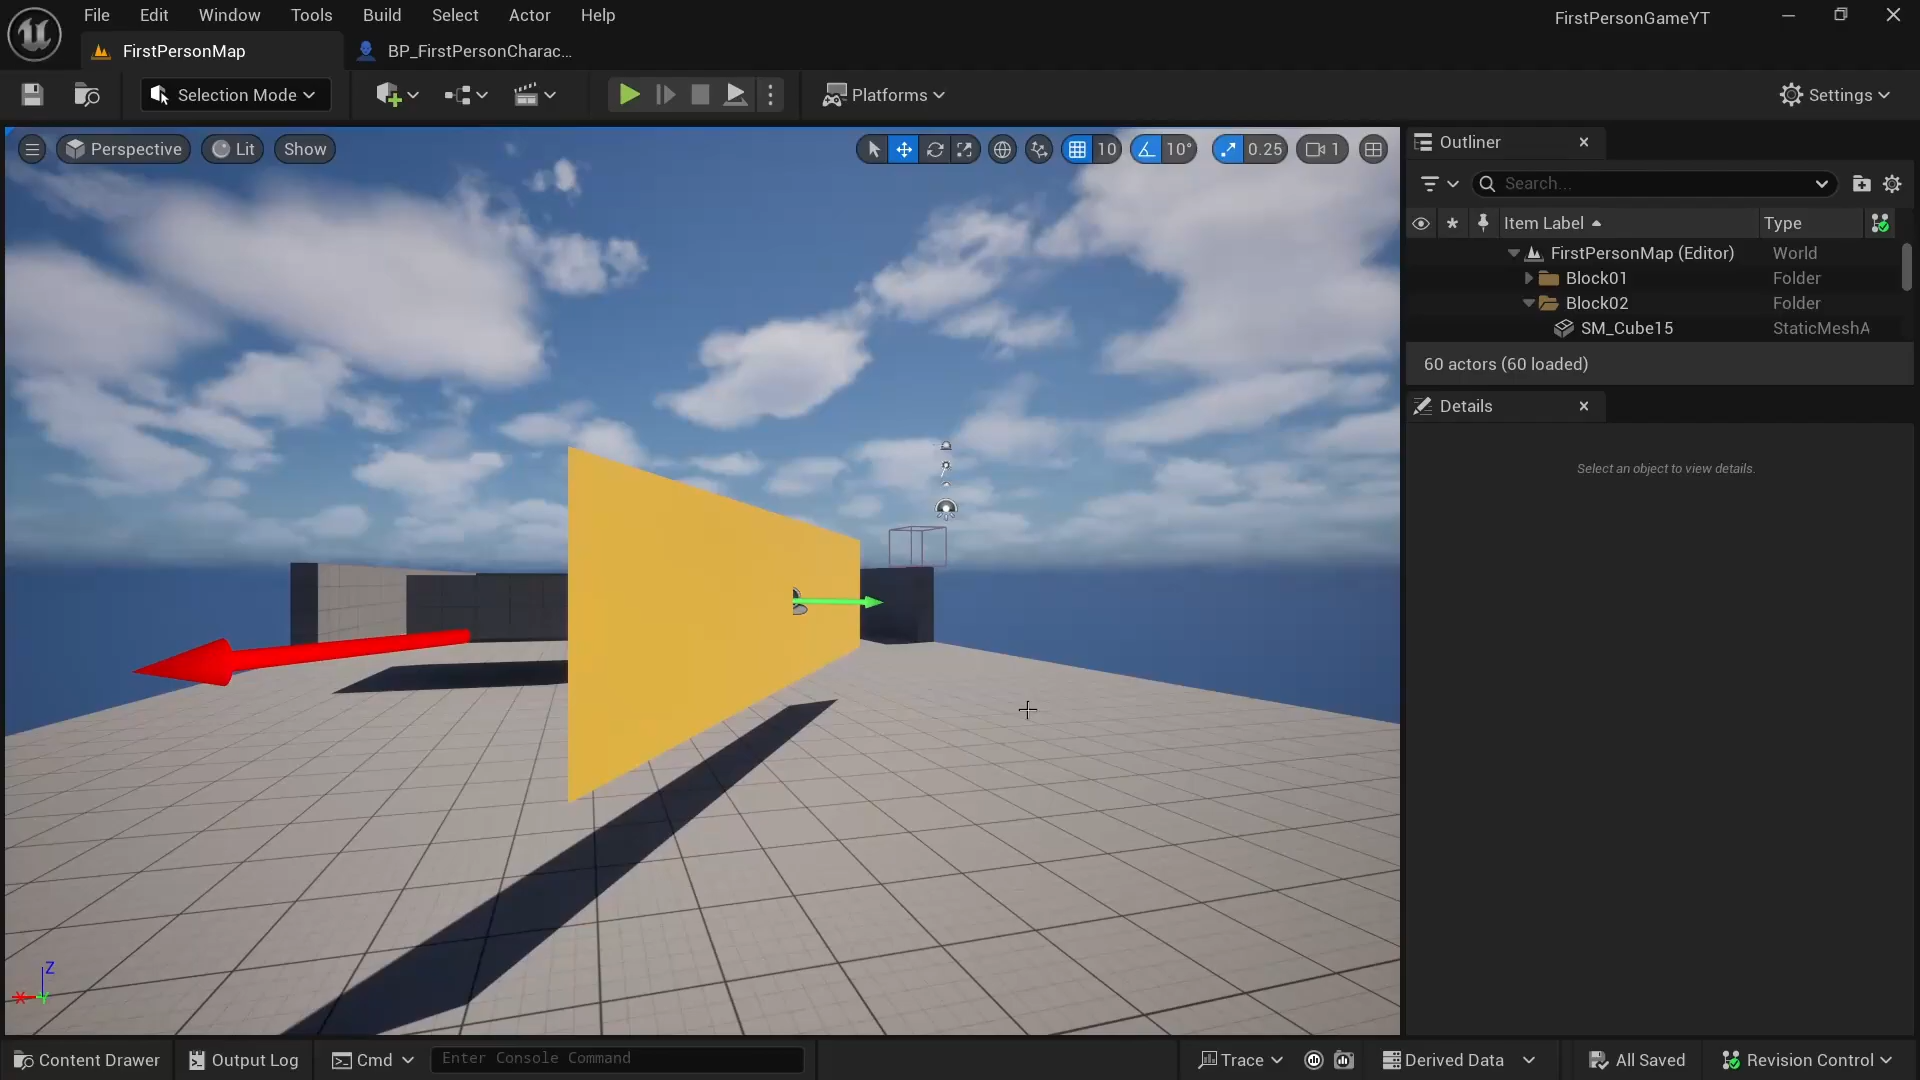 File Edit Window Tools Build Select Actor Help
FirstPersonGameYT
FirstPersonMap
BP_FirstPersonCharac...
Selection Mode
Platforms
Settings
Perspective
Lit
Show
10
10°
0.25
1
Outliner
Search...
Item Label
Type
FirstPersonMap (Editor) World
Block01 Folder
Block02 Folder
SM_Cube15 StaticMeshA
60 actors (60 loaded)
Details
Select an object to view details.
Z
X
Y
Content Drawer
Output Log
Cmd
Enter Console Command
Trace
Derived Data
All Saved
Revision Control